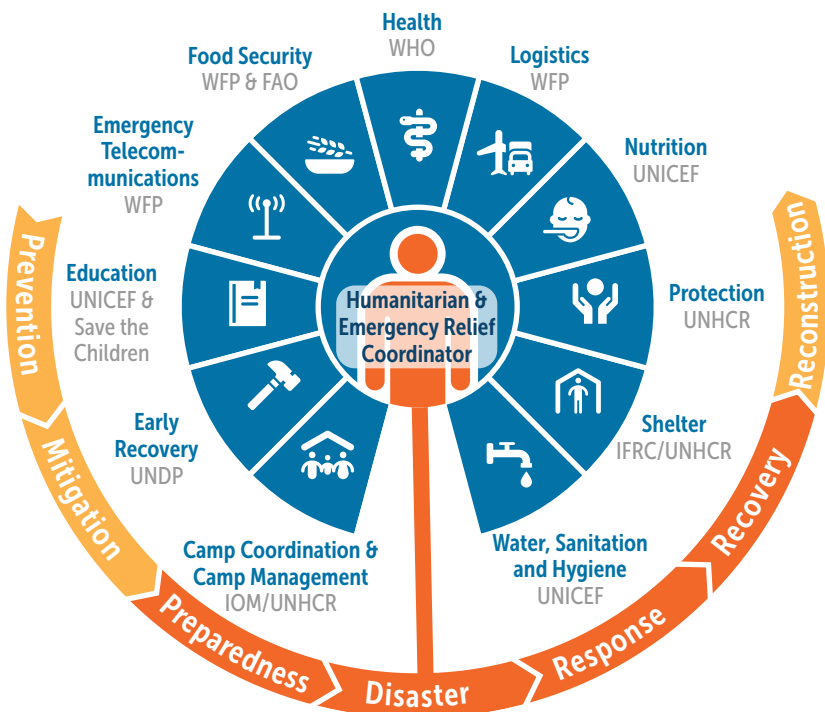 Health
WHO
Logistics
WFP
Nutrition
UNICEF
Protection
UNHCR
Shelter
IFRC/UNHCR
Water, Sanitation
and Hygiene
UNICEF
Camp Coordination &
Camp Management
IOM/UNHCR
Early
Recovery
UNDP
Education
UNICEF &
Save the
Children
Emergency
Telecom-
munications
WFP
Food Security
WFP & FAO
Humanitarian &
Emergency Relief
Coordinator
Prevention
Mitigation
Preparedness
Disaster
Response
Recovery
Reconstruction